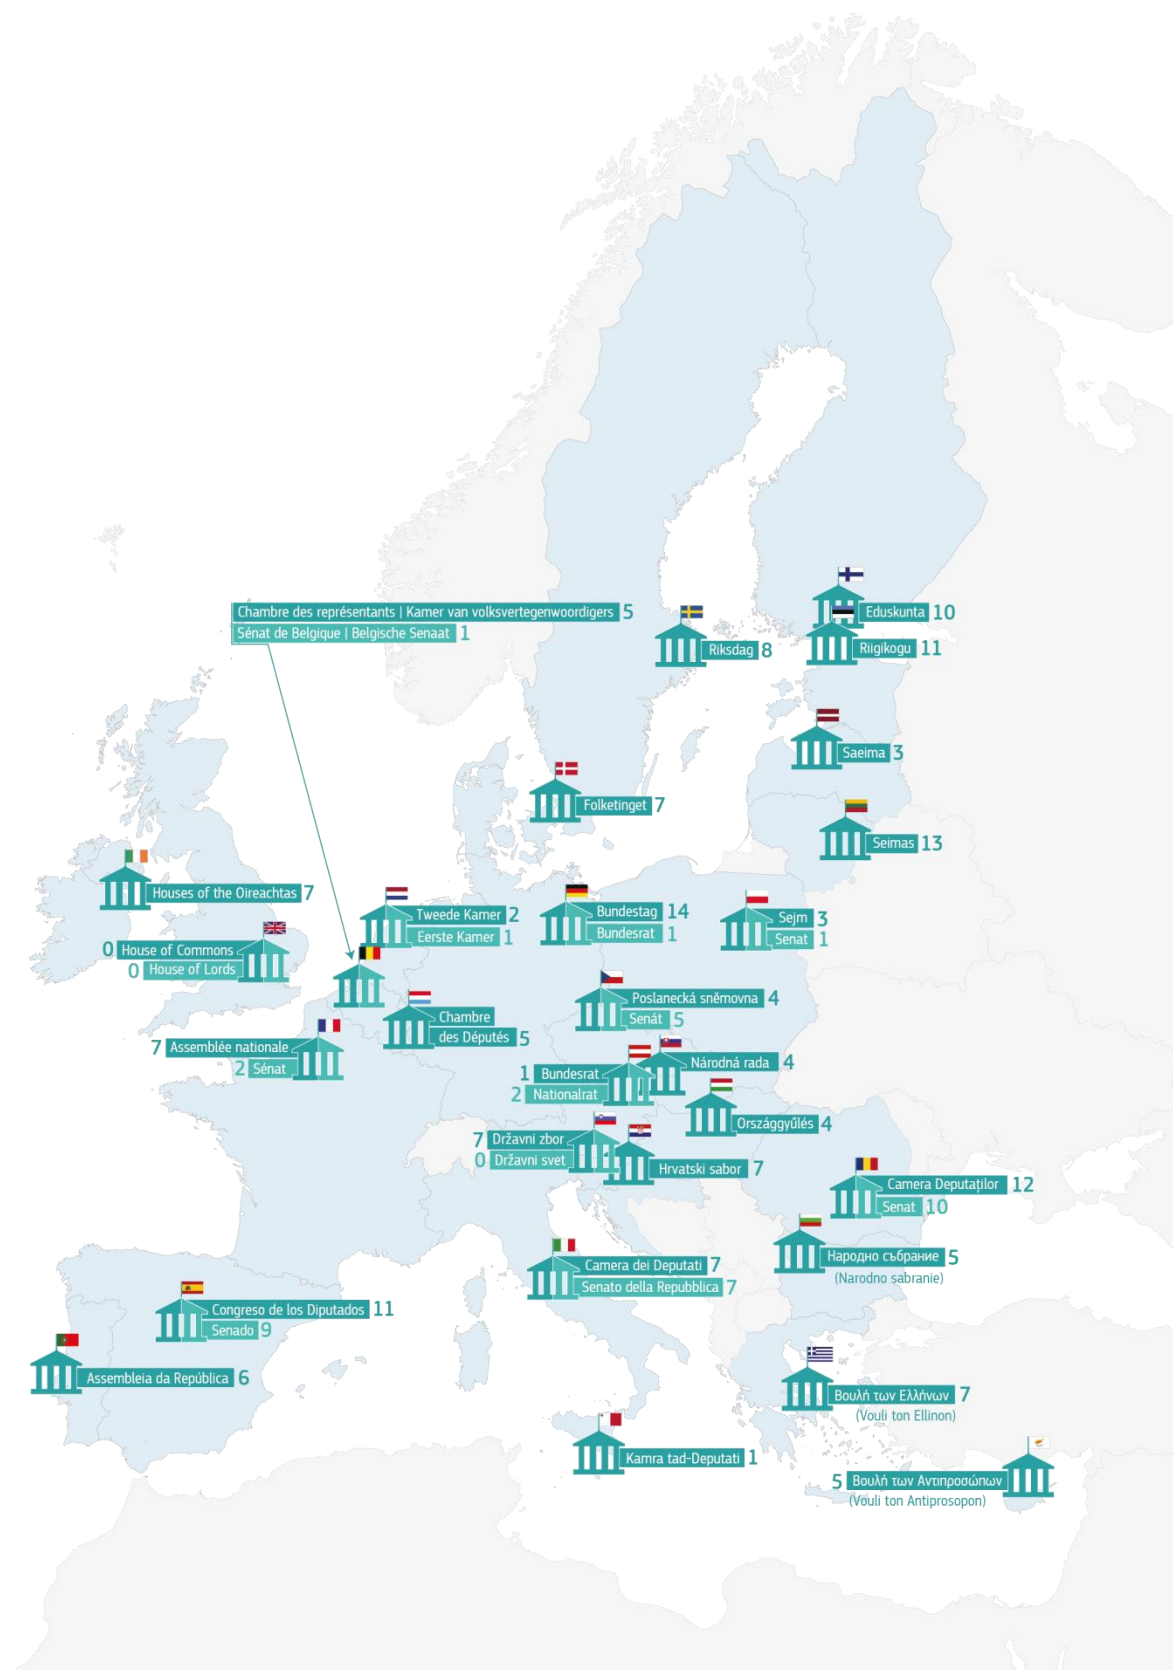 Chambre des représentants | Kamer van volksvertegenwoordigers 5
Sénat de Belgique | Belgische Senaat 1
Eduskunta 10
Riksdag 8
Riigikogu 11
Saeima 3
Folketinget 7
Seimas 13
Houses of the Oireachtas 7
Tweede Kamer 2
Eerste Kamer 1
Bundestag 14
Bundesrat 1
Sejm 3
Senat 1
0 House of Commons
0 House of Lords
Poslanecká sněmovna 4
Senát 5
Chambre
des Députés 5
7 Assemblée nationale
2 Sénat
Národná rada 4
1 Bundesrat
2 Nationalrat
Országgyűlés 4
7 Državni zbor
0 Državni svet
Hrvatski sabor 7
Camera Deputaților 12
Senat 10
Народно събрание 5
(Narodno sabranie)
Camera dei Deputati 7
Senato della Repubblica 7
Congreso de los Diputados 11
Senado 9
Assembleia da República 6
Βουλή των Ελλήνων 7
(Vouli ton Ellinon)
Kamra tad-Deputati 1
5 Βουλή των Αντιπροσώπων
(Vouli ton Antiprosopon)